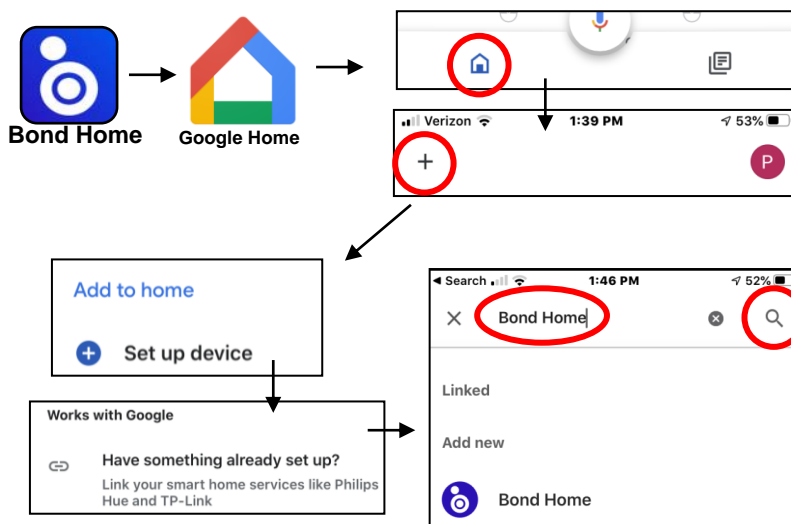 Bond Home
Google Home
Verizon
1:39 PM
53%
P
Add to home
Set up device
Works with Google
Have something already set up?
Link your smart home services like Philips
Hue and TP-Link
Search
1:46 PM
52%
Bond Home
Linked
Add new
Bond Home